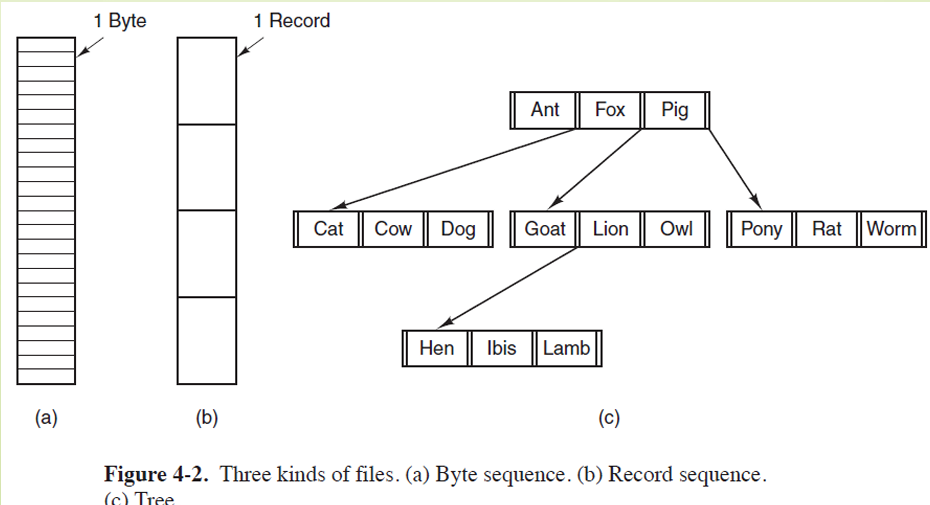 1 Byte
1 Record
Ant Fox Pig
Cat Cow Dog
Goat Lion Owl
Pony Rat Worm
Hen Ibis Lamb
(a)
(b)
(c)
Figure 4-2. Three kinds of files. (a) Byte sequence. (b) Record sequence.
(c) Tree